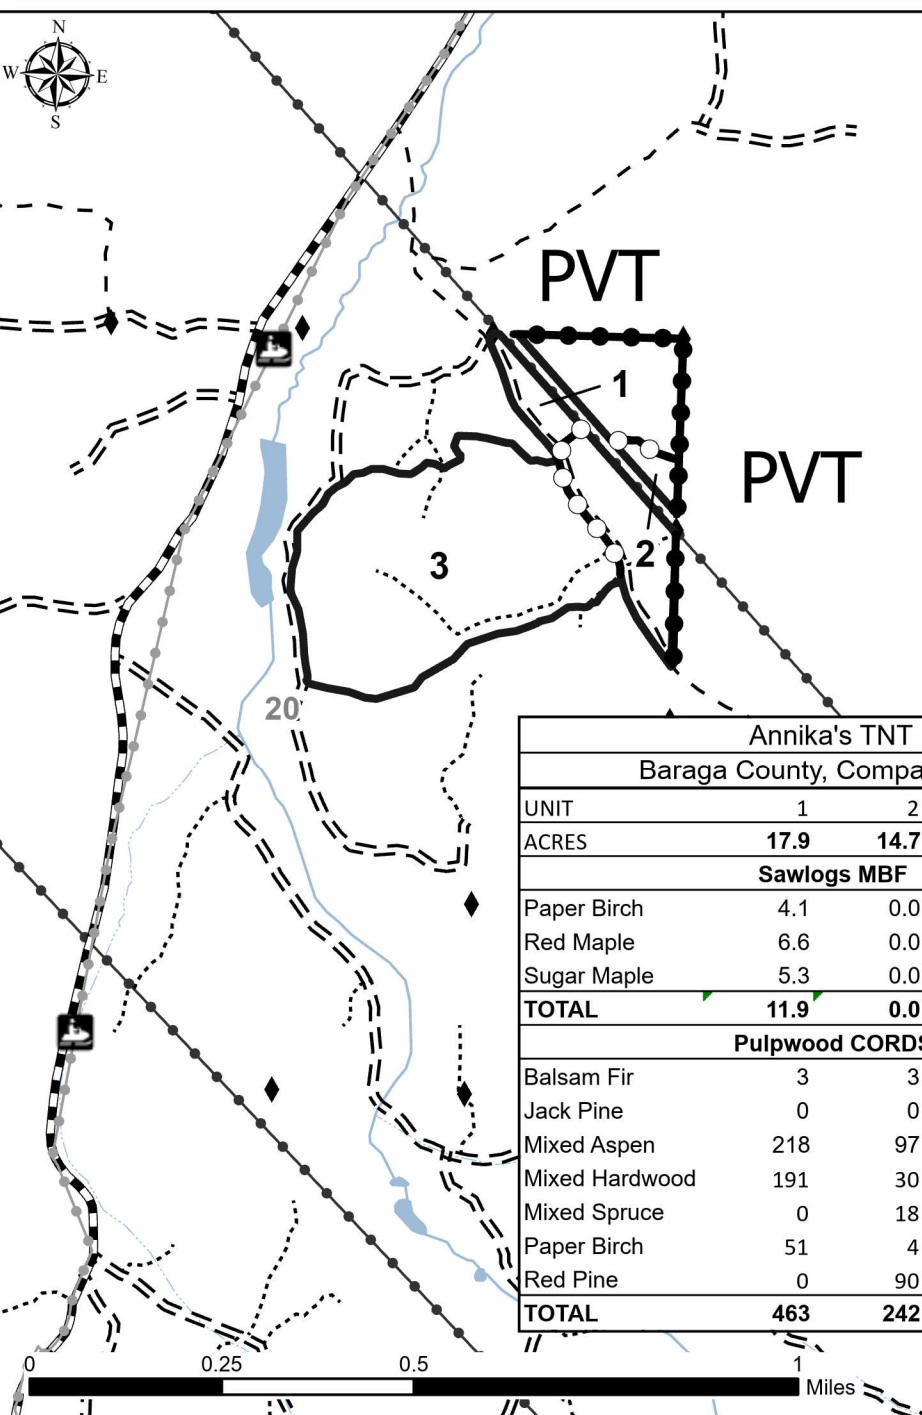 N
W E
S
PVT
1
PVT
2
3
20
Annika's TNT
Baraga County, Compa
UNIT 1 2
ACRES 17.9 14.7
Sawlogs MBF
Paper Birch 4.1 0.0
Red Maple 6.6 0.0
Sugar Maple 5.3 0.0
TOTAL 11.9 0.0
Pulpwood CORDS
Balsam Fir 3 3
Jack Pine 0 0
Mixed Aspen 218 97
Mixed Hardwood 191 30
Mixed Spruce 0 18
Paper Birch 51 4
Red Pine 0 90
TOTAL 463 242
0 0.25 0.5 1
Miles